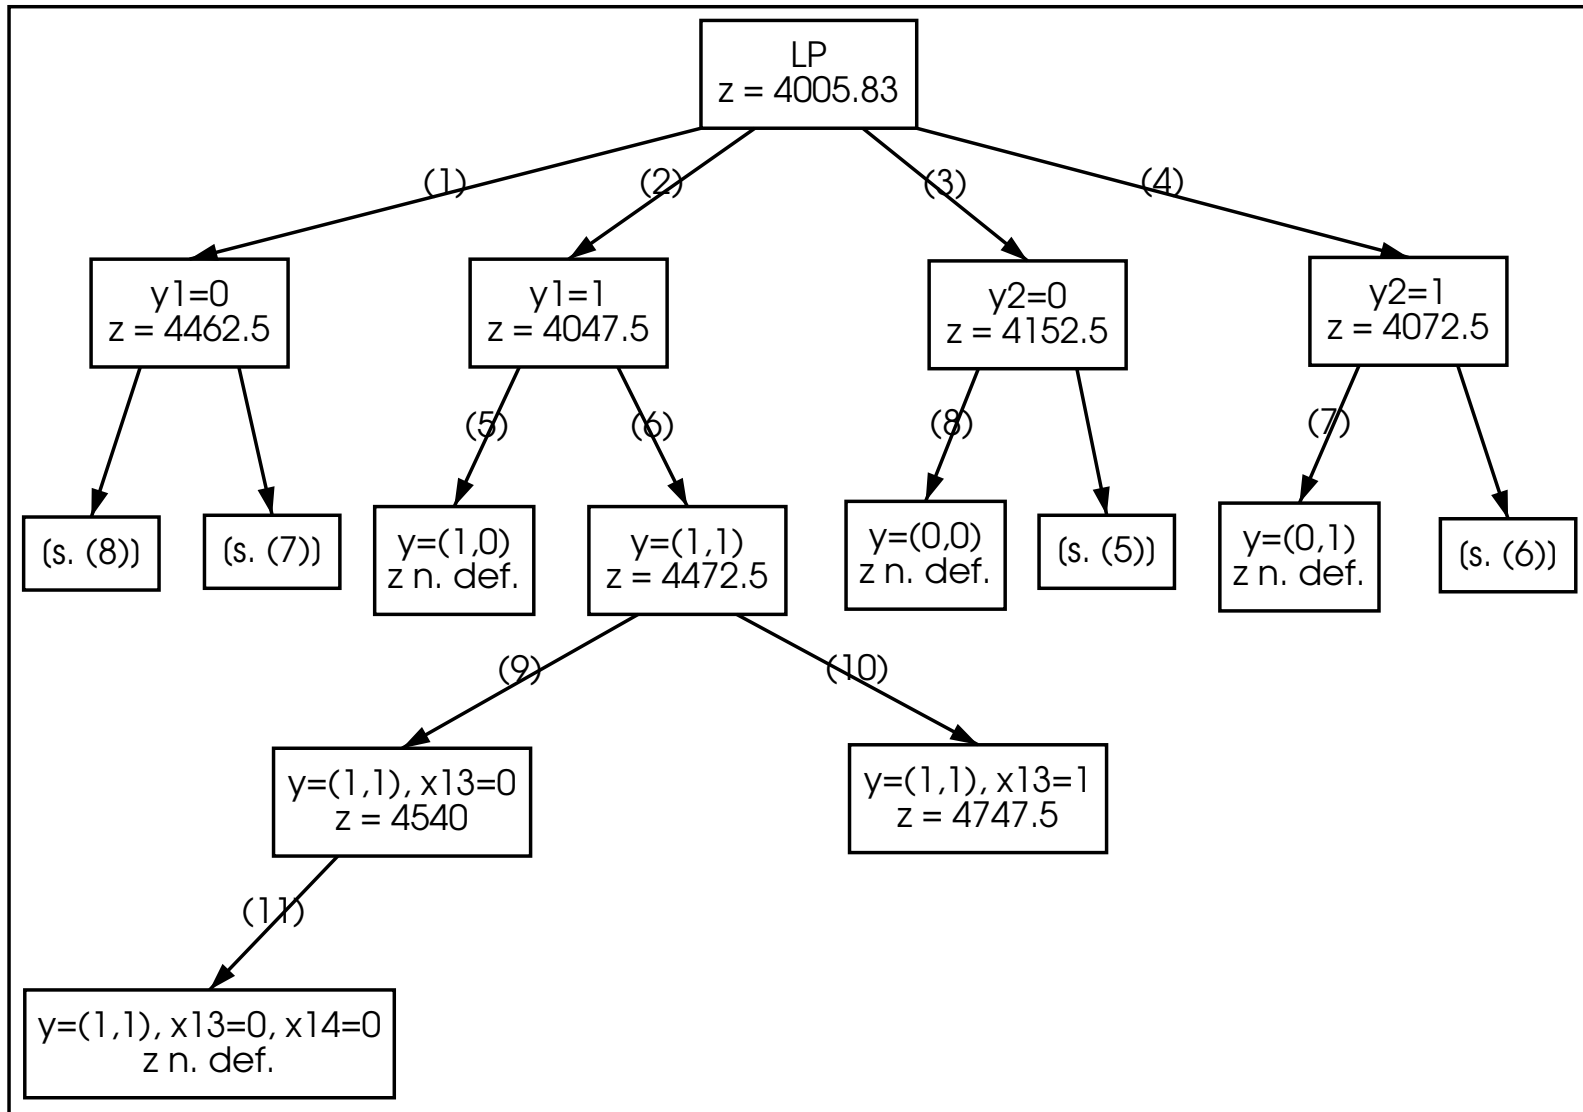 LP
z = 4005.83
(1)
(2)
(3)
(4)
y1=0
z = 4462.5
y1=1
z = 4047.5
y2=0
z = 4152.5
y2=1
z = 4072.5
(5)
(6)
(8)
(7)
(s. (8))
(s. (7))
y=(1,0)
z n. def.
y=(1,1)
z = 4472.5
y=(0,0)
z n. def.
(s. (5))
y=(0,1)
z n. def.
(s. (6))
(9)
(10)
y=(1,1), x13=0
z = 4540
y=(1,1), x13=1
z = 4747.5
(11)
y=(1,1), x13=0, x14=0
z n. def.